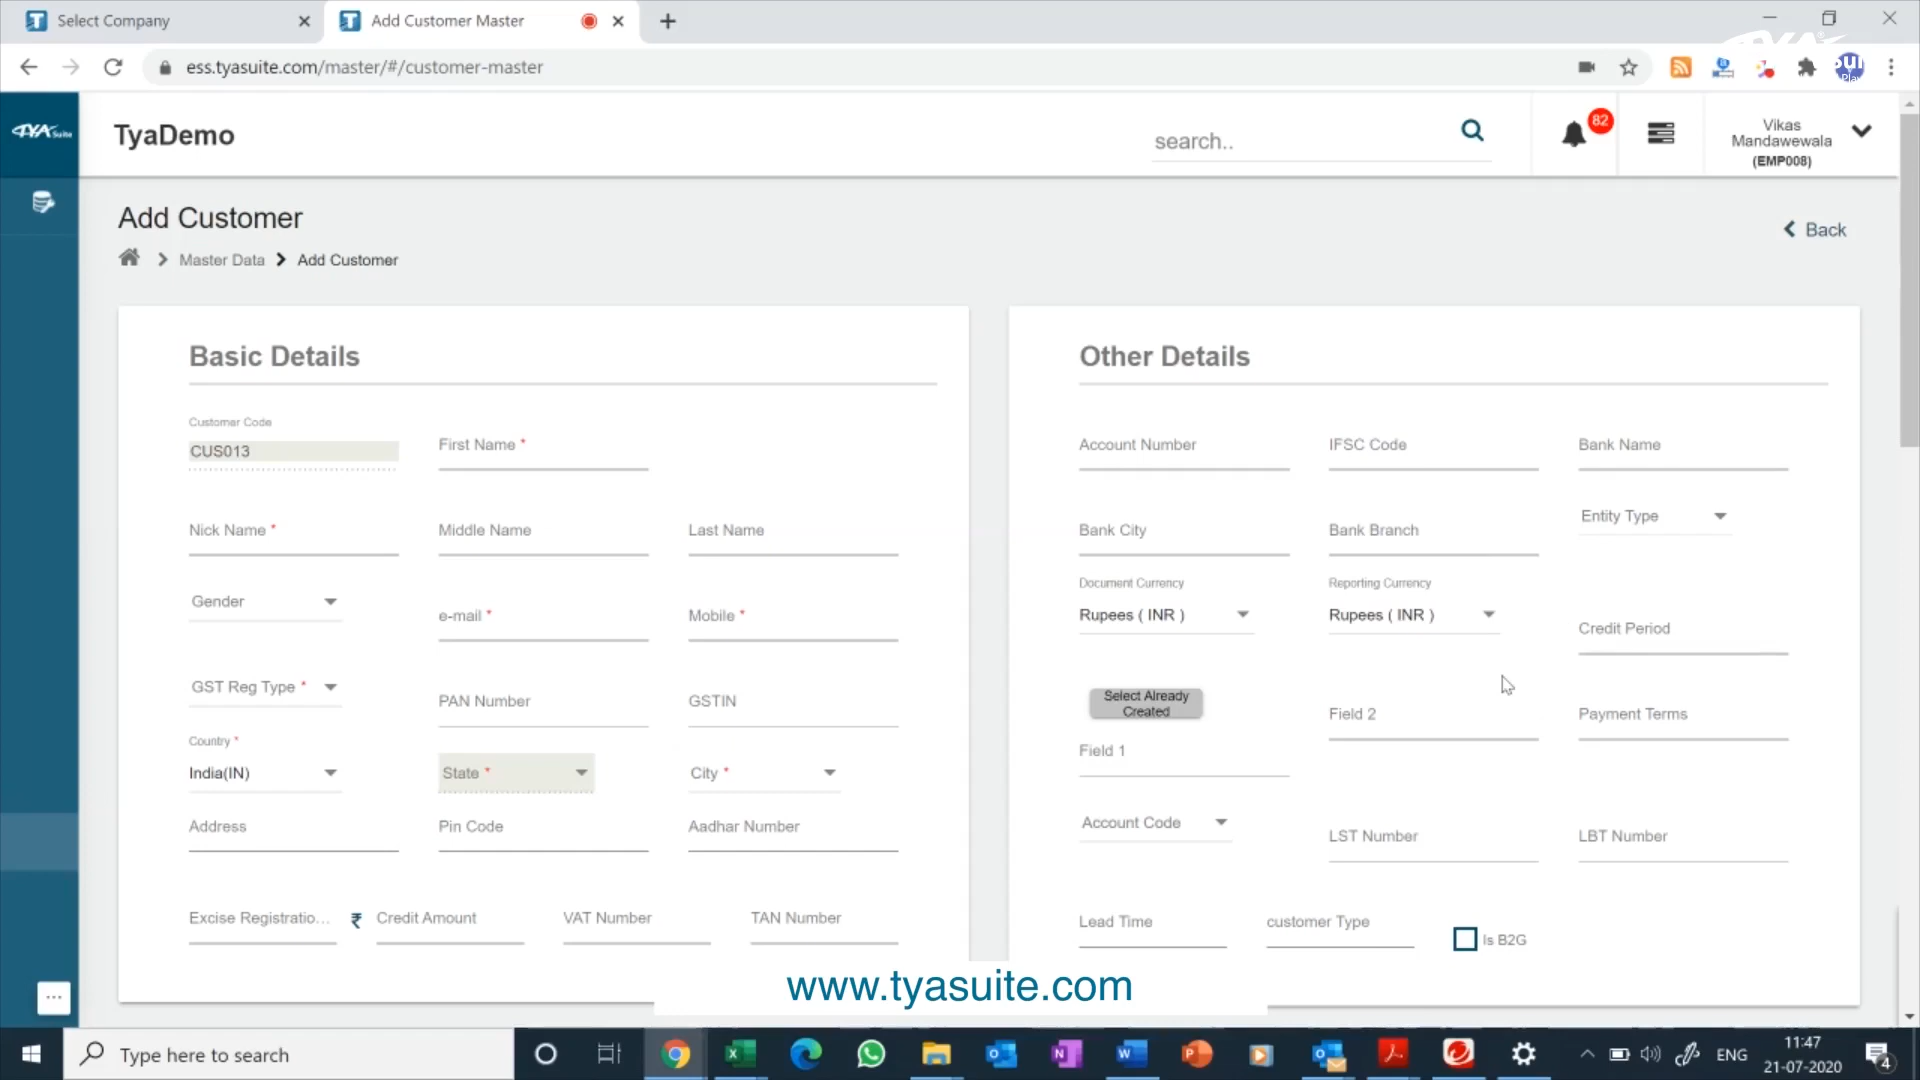 Select Company
Add Customer Master
ess.tyasuite.com/master/#/customer-master
TYA Suite
TyaDemo
search..
82
Vikas
Mandawewala
(EMP008)
Add Customer
Back
Master Data
Add Customer
Basic Details
Other Details
Customer Code
CUS013
First Name *
Account Number
IFSC Code
Bank Name
Nick Name *
Middle Name
Last Name
Bank City
Bank Branch
Entity Type
Document Currency
Reporting Currency
Gender
e-mail *
Mobile *
Rupees ( INR )
Rupees ( INR )
Credit Period
GST Reg Type *
PAN Number
GSTIN
Select Already
Created
Field 2
Payment Terms
Country *
Field 1
India(IN)
State *
City *
Address
Pin Code
Aadhar Number
Account Code
LST Number
LBT Number
Excise Registratio...
₹ Credit Amount
VAT Number
TAN Number
Lead Time
customer Type
Is B2G
www.tyasuite.com
Type here to search
ENG
11:47
21-07-2020
4